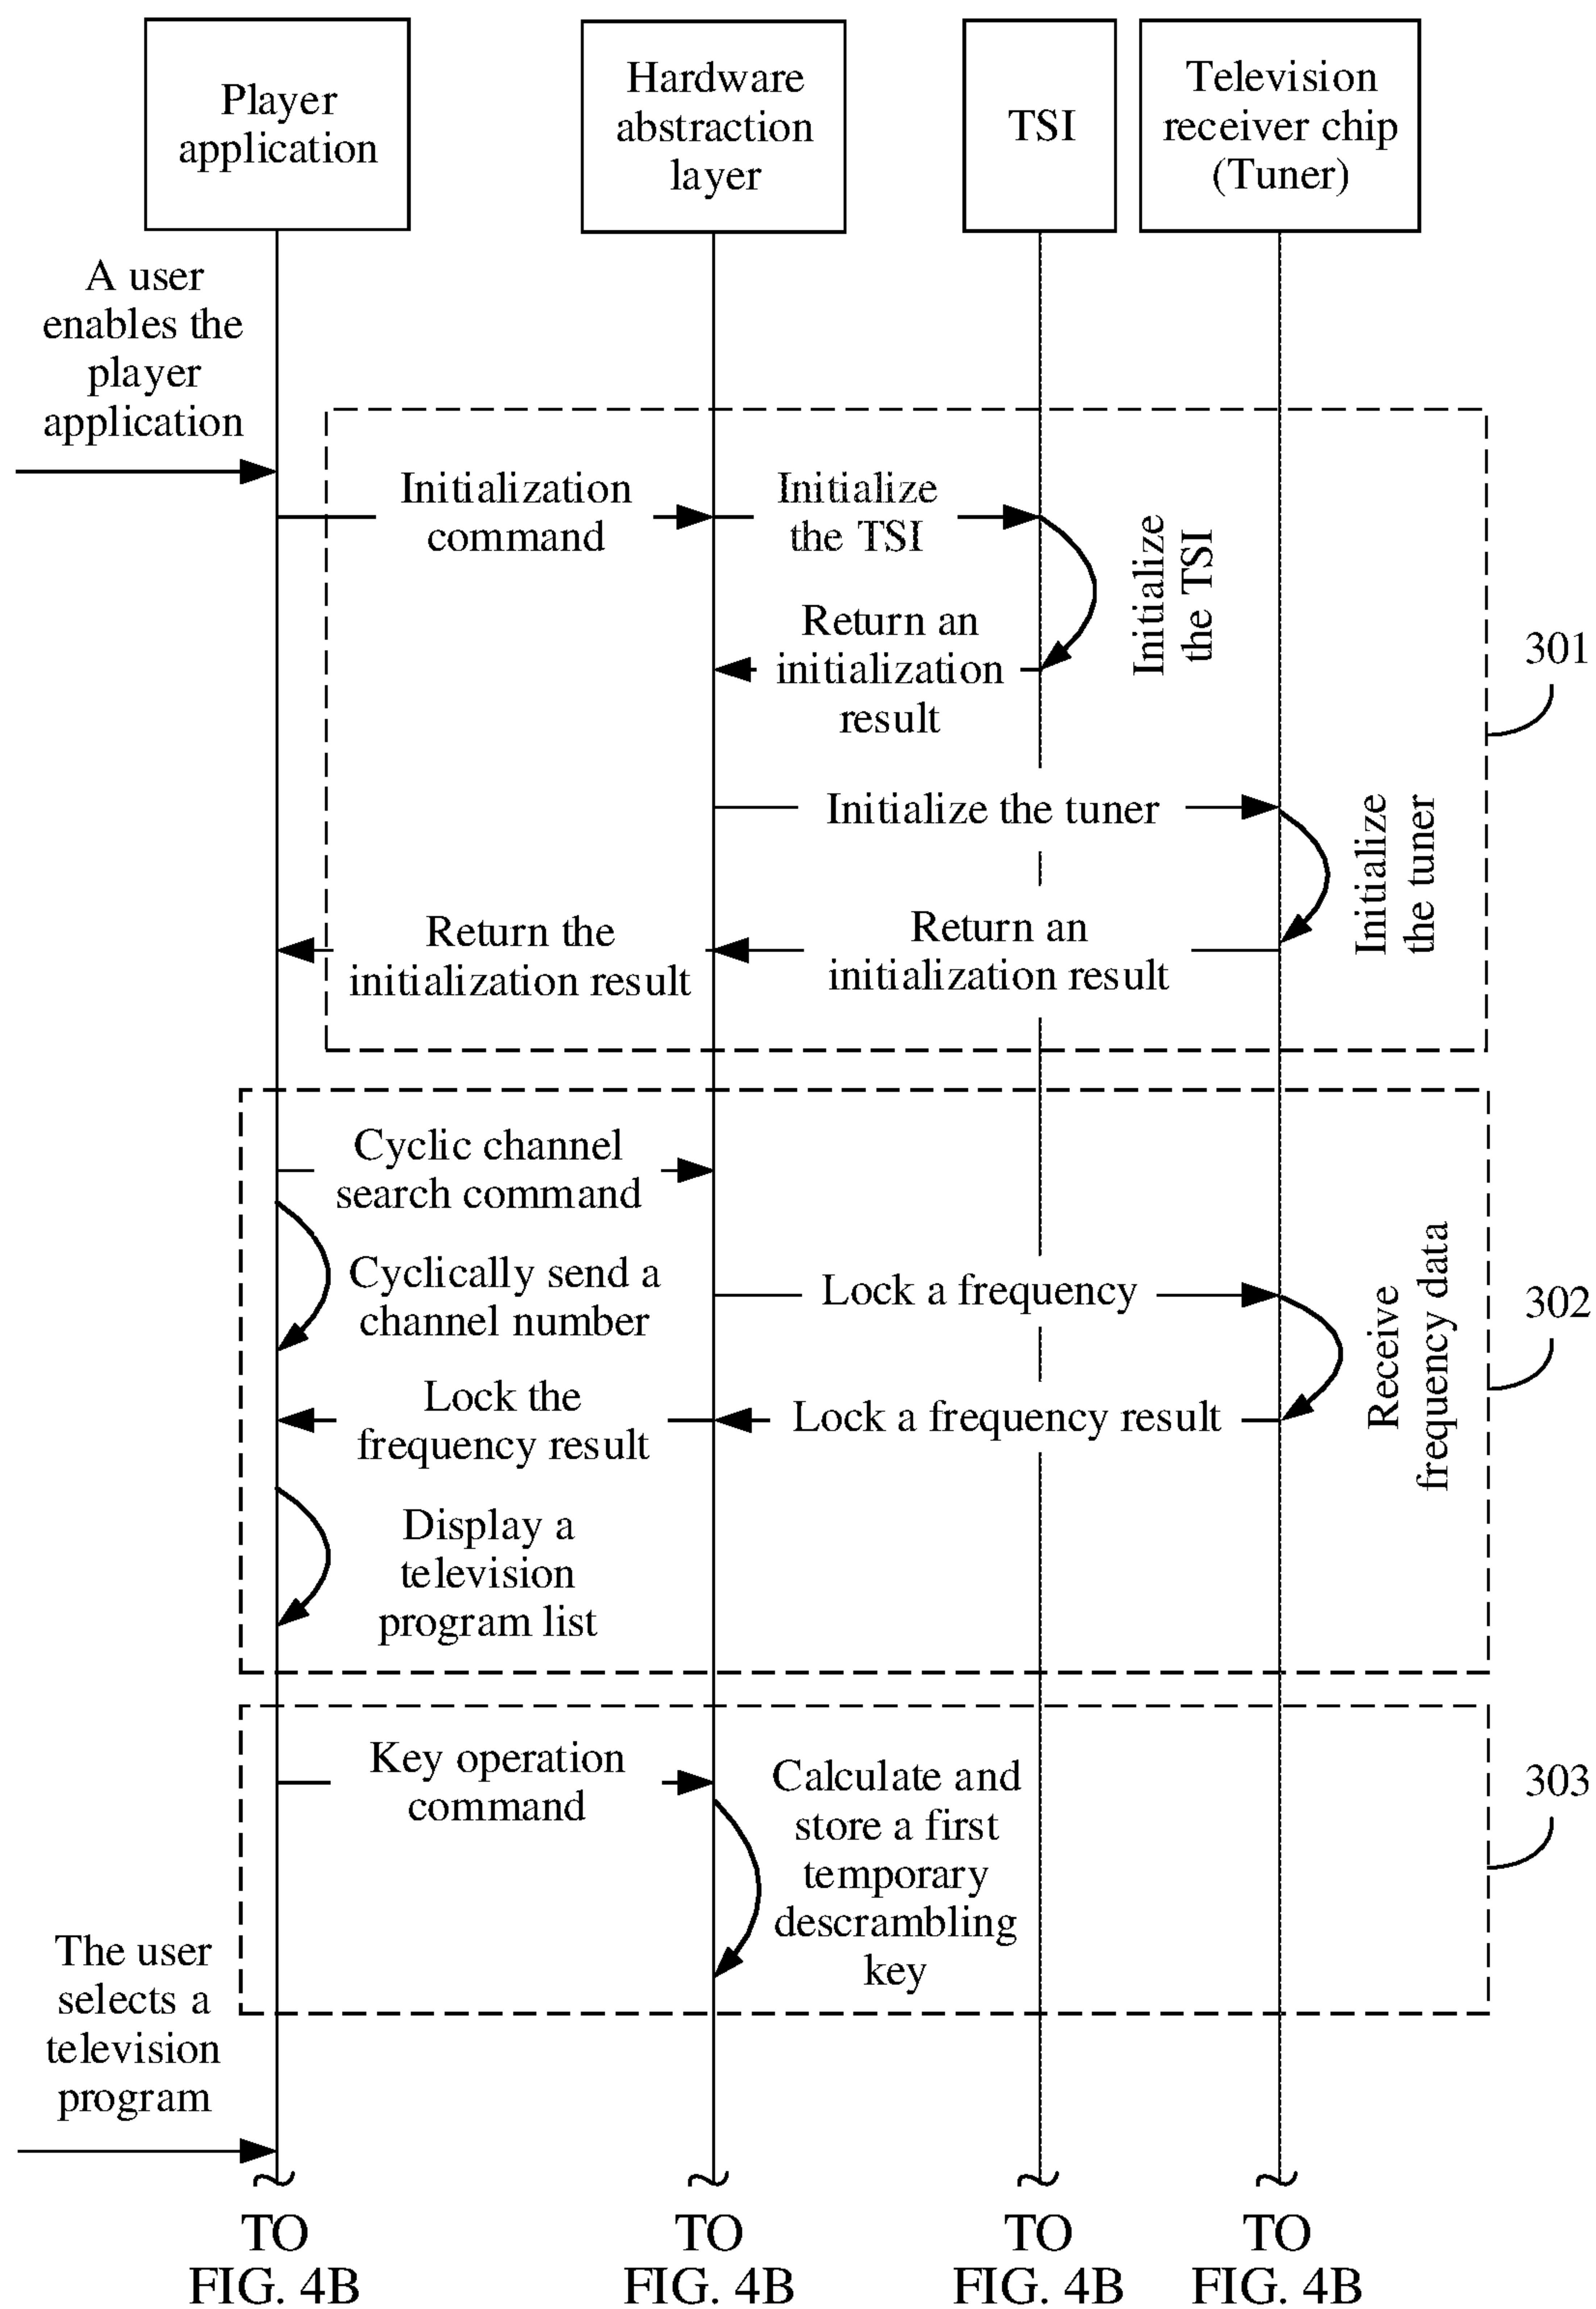 Player
application
Hardware
abstraction
layer
TSI
Television
receiver chip
(Tuner)
A user
enables the
player
application
Initialization
command
Initialize
the TSI
Initialize
the TSI
Return an
initialization
result
301
Initialize the tuner
Initialize
the tuner
Return the
initialization result
Return an
initialization result
Cyclic channel
search command
Cyclically send a
channel number
Lock a frequency
Receive
frequency data
302
Lock the
frequency result
Lock a frequency result
Display a
television
program list
Key operation
command
Calculate and
store a first
temporary
descrambling
key
303
The user
selects a
television
program
TO
FIG. 4B
TO
FIG. 4B
TO
FIG. 4B
TO
FIG. 4B